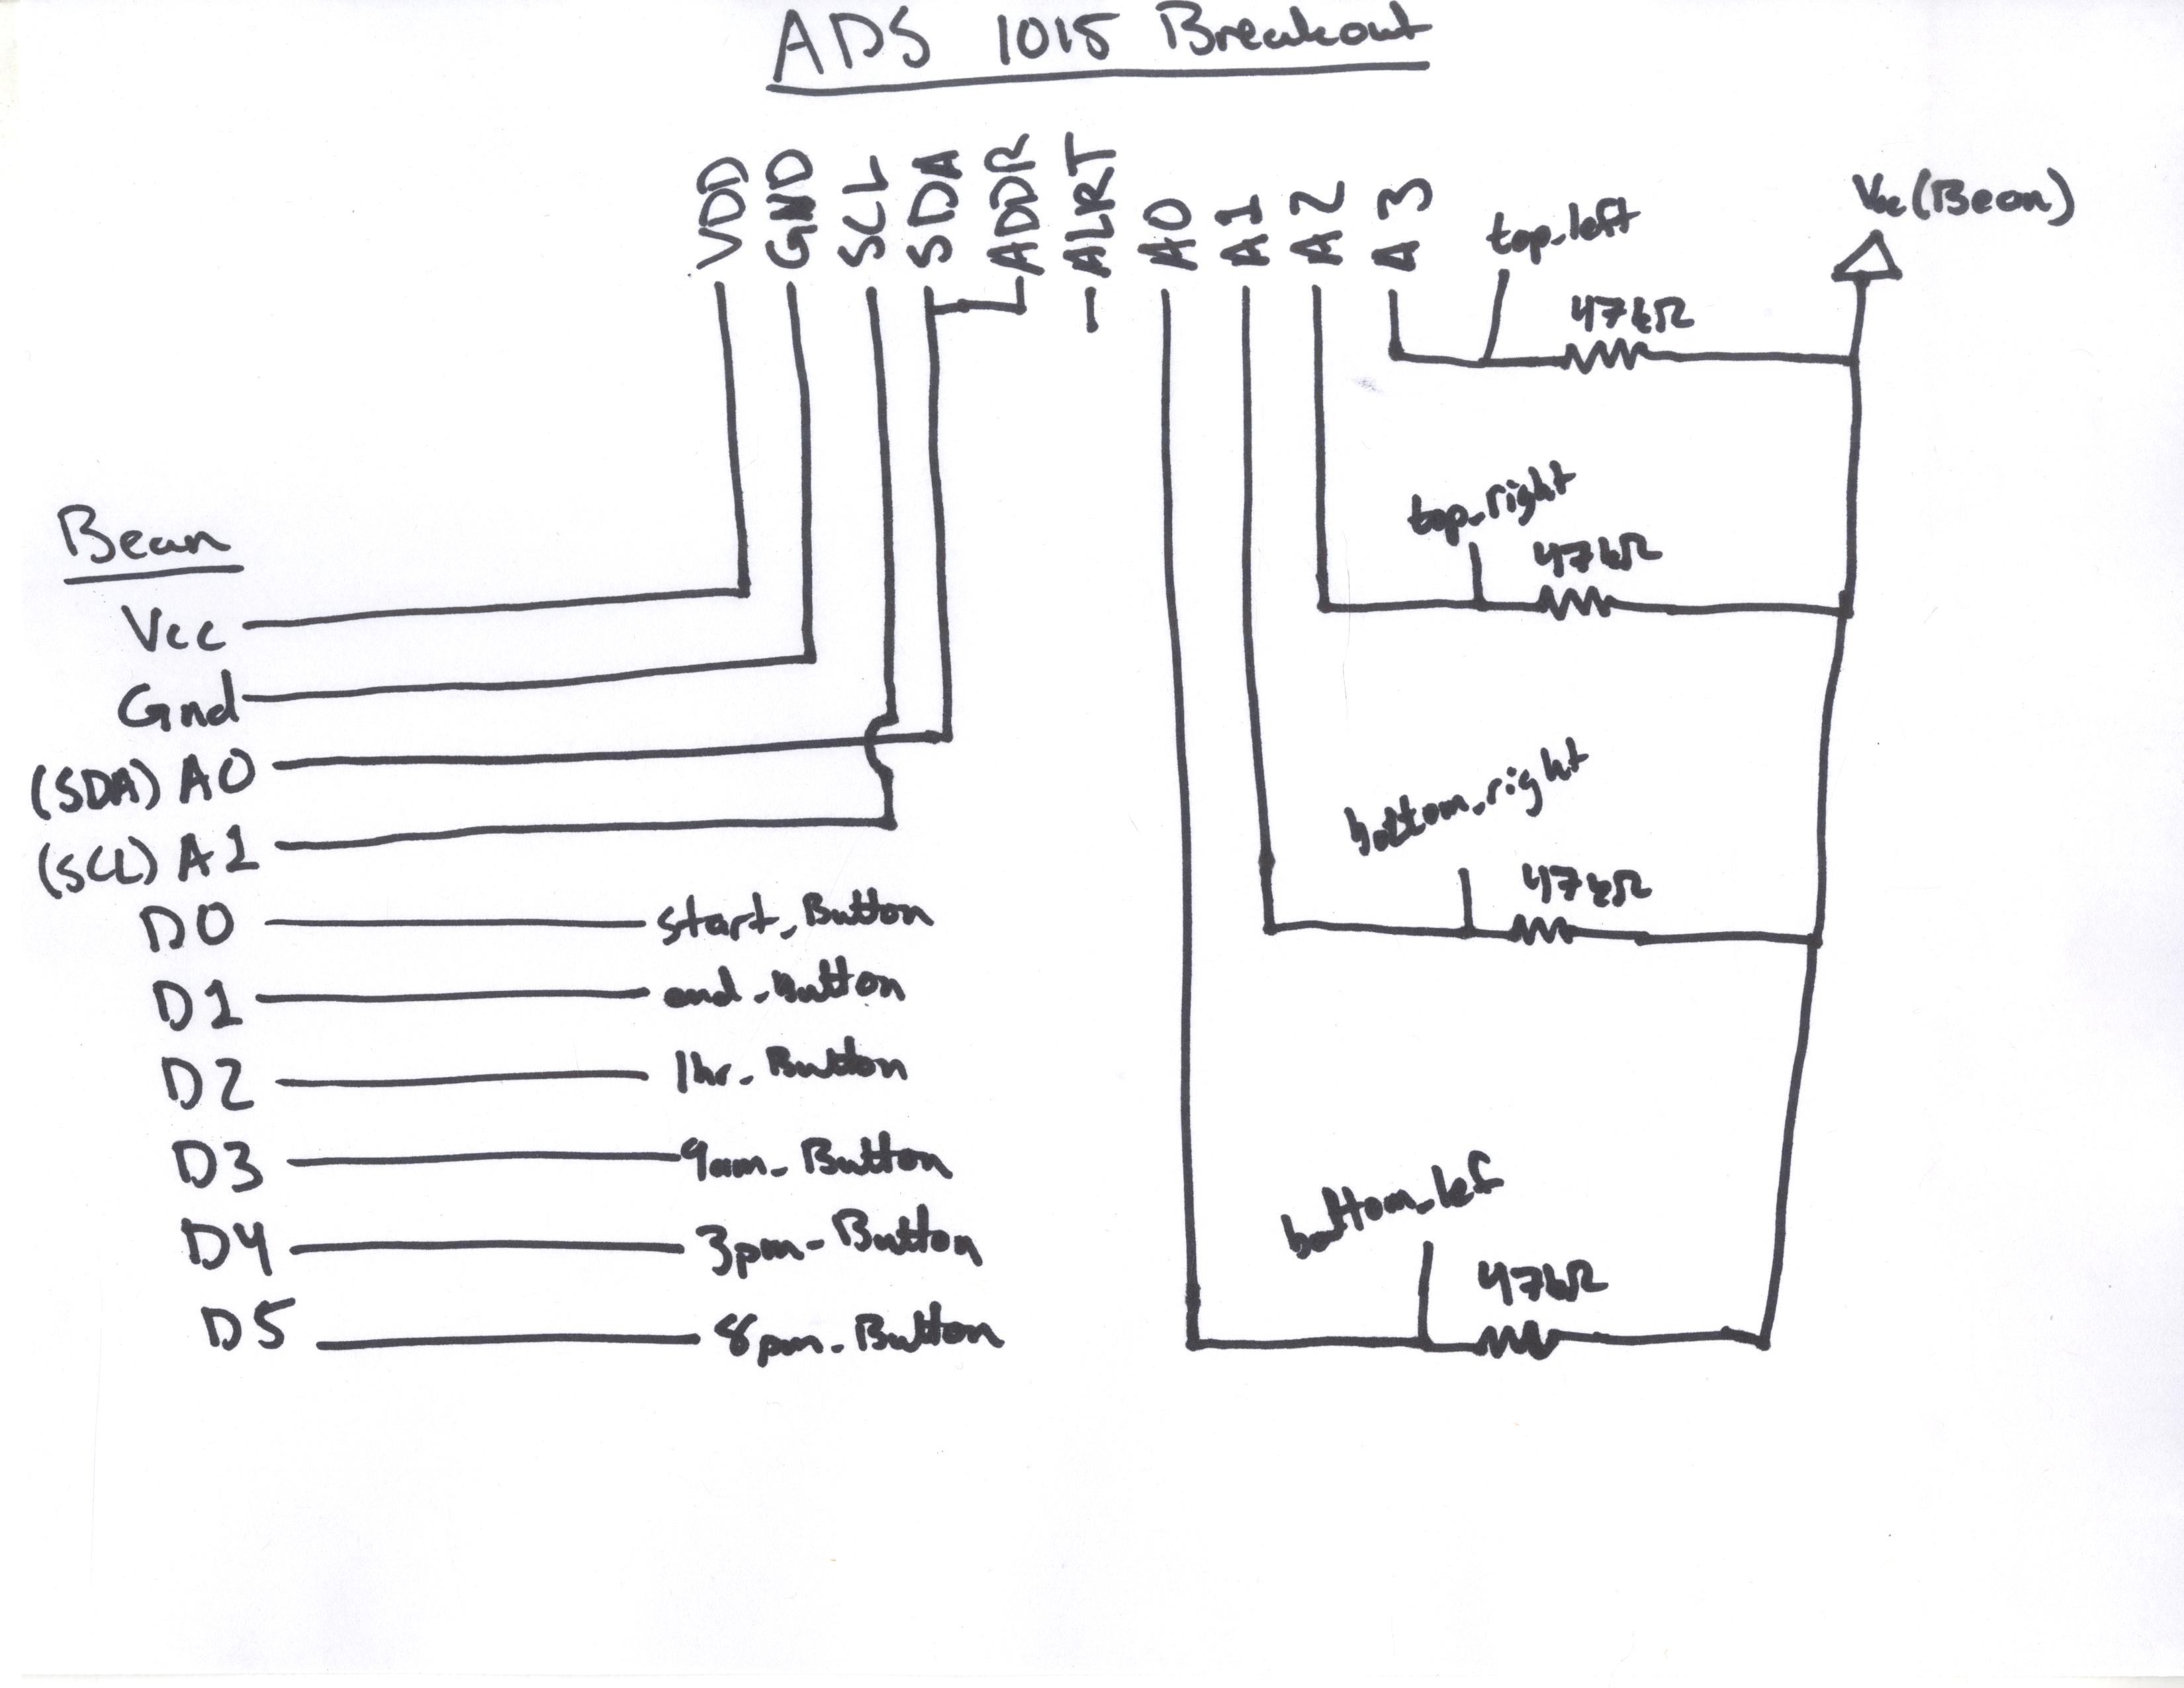 ADS 1015 Breakout
VDD
GND
SCL
SDA
ADDR
ALRT
A0
A1
A2
A3
top_left
Vcc (Bean)
47kΩ
top_right
47kΩ
Bean
Vcc
Gnd
(SDA) A0
(SCL) A1
bottom_right
47kΩ
D0 start_Button
D1 end_Button
D2 1hr_Button
D3 9am_Button
D4 3pm_Button
D5 8pm_Button
bottom_lef
47kΩ